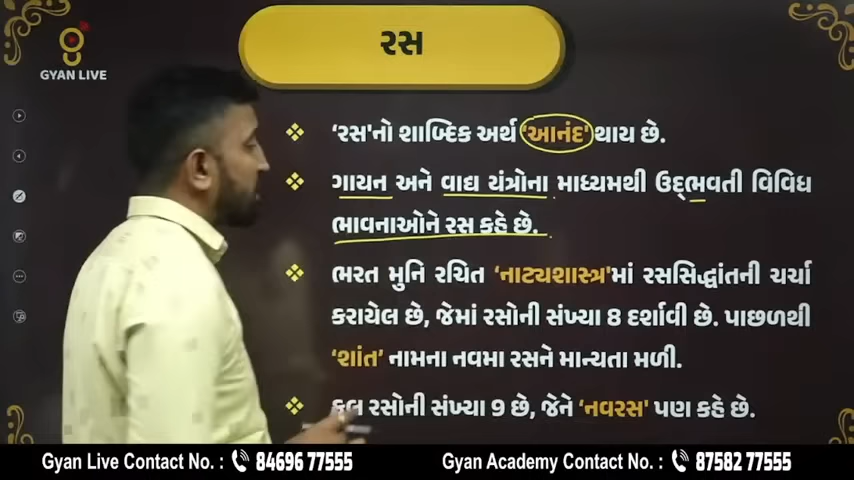 રસ
GYAN LIVE
'રસ'નો શાબ્દિક અર્થ 'આનંદ' થાય છે.
ગાયન અને વાદ્ય યંત્રોના માધ્યમથી ઉદ્‌ભવતી વિવિધ
ભાવનાઓને રસ કહે છે.
ભરત મુનિ રચિત 'નાટ્યશાસ્ત્ર'માં રસસિદ્ધાંતની ચર્ચા
કરાયેલ છે, જેમાં રસોની સંખ્યા 8 દર્શાવી છે. પાછળથી
'શાંત' નામના નવમા રસને માન્યતા મળી.
કુલ રસોની સંખ્યા 9 છે, જેને 'નવરસ' પણ કહે છે.
Gyan Live Contact No. : 84696 77555 Gyan Academy Contact No. : 87582 77555